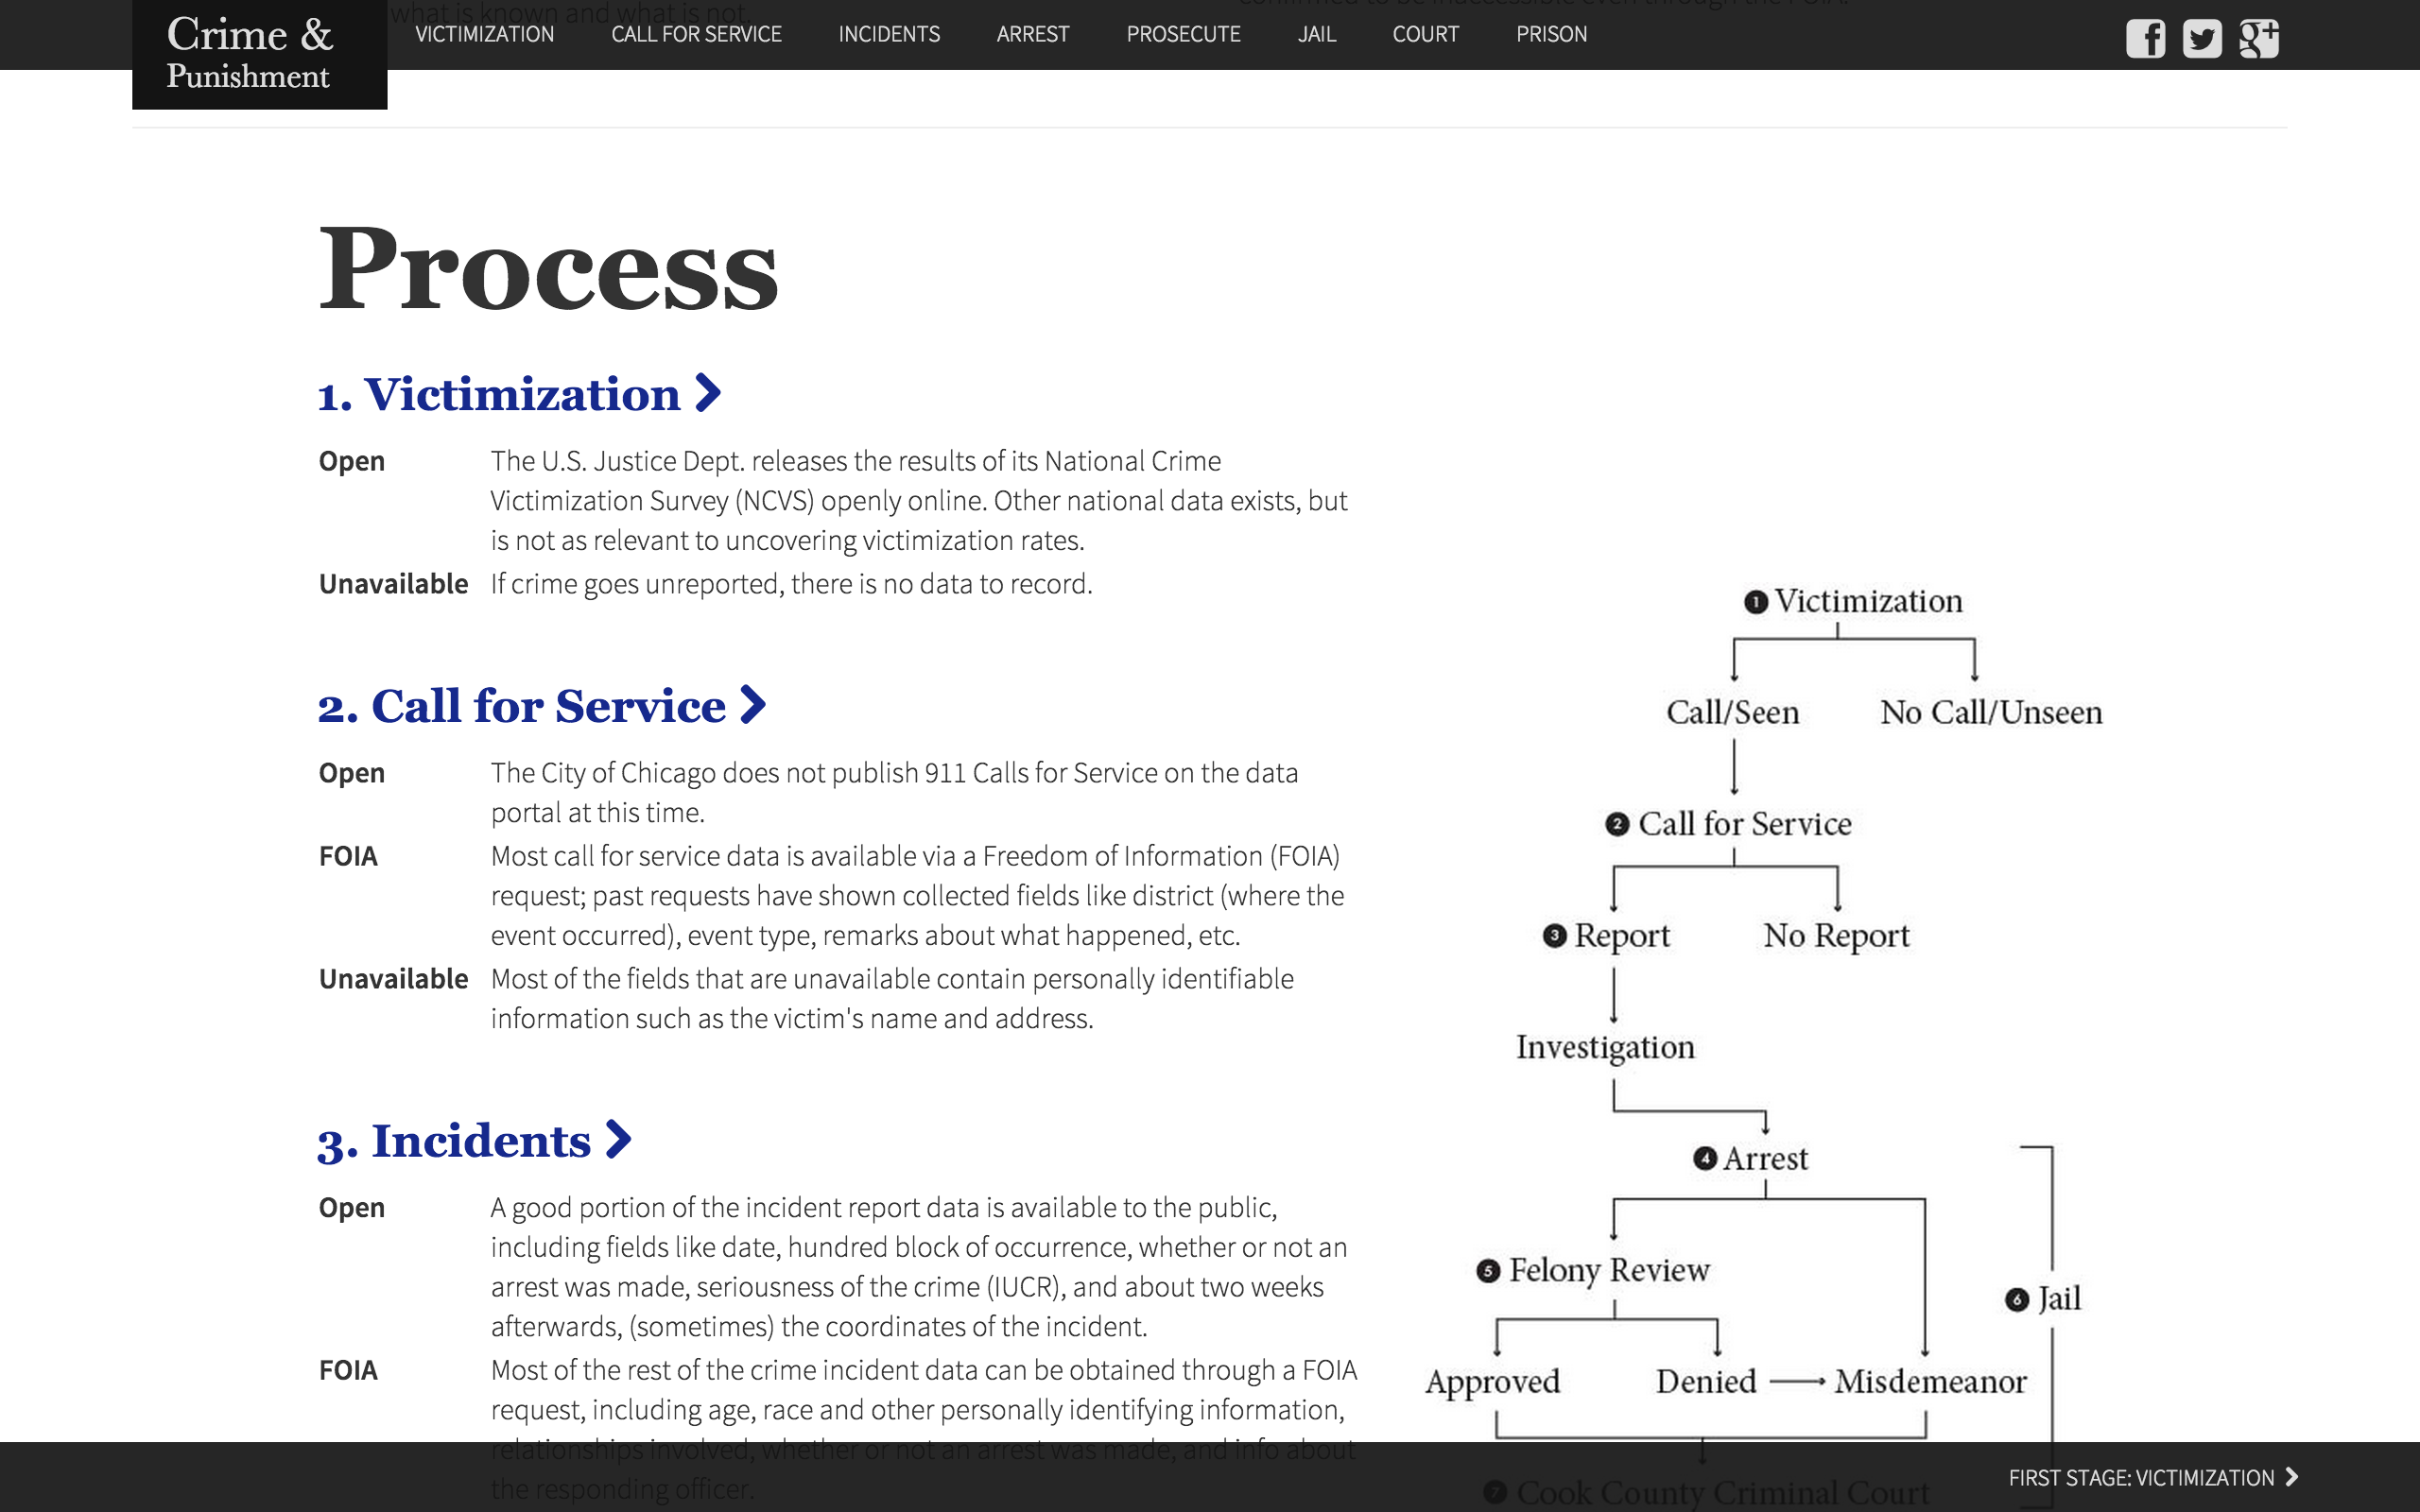 what is known and what is not.
Crime &
Punishment
VICTIMIZATION
CALL FOR SERVICE
INCIDENTS
ARREST
PROSECUTE
JAIL
COURT
PRISON
Process
1. Victimization
Open
The U.S. Justice Dept. releases the results of its National Crime
Victimization Survey (NCVS) openly online. Other national data exists, but
is not as relevant to uncovering victimization rates.
Unavailable
If crime goes unreported, there is no data to record.
2. Call for Service
Open
The City of Chicago does not publish 911 Calls for Service on the data
portal at this time.
FOIA
Most call for service data is available via a Freedom of Information (FOIA)
request; past requests have shown collected fields like district (where the
event occurred), event type, remarks about what happened, etc.
Unavailable
Most of the fields that are unavailable contain personally identifiable
information such as the victim's name and address.
3. Incidents
Open
A good portion of the incident report data is available to the public,
including fields like date, hundred block of occurrence, whether or not an
arrest was made, seriousness of the crime (IUCR), and about two weeks
afterwards, (sometimes) the coordinates of the incident.
FOIA
Most of the rest of the crime incident data can be obtained through a FOIA
request, including age, race and other personally identifying information,
relationships involved, whether or not an arrest was made, and info about
the responding officer.
1 Victimization
Call/Seen
No Call/Unseen
2 Call for Service
3 Report
No Report
Investigation
4 Arrest
5 Felony Review
6 Jail
Approved
Denied
Misdemeanor
7 Cook County Criminal Court
FIRST STAGE: VICTIMIZATION